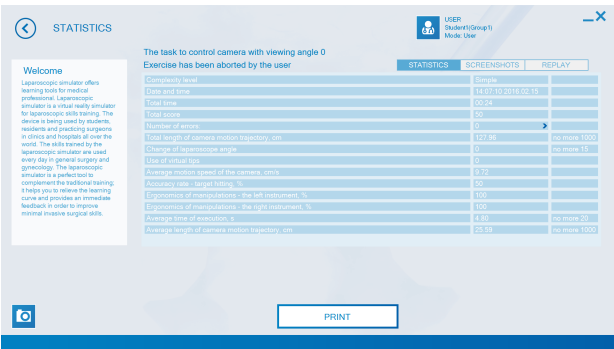 STATISTICS
USER
Student1(Group1)
Mode: User
The task to control camera with viewing angle 0
Exercise has been aborted by the user
STATISTICS SCREENSHOTS REPLAY
Welcome
Laparoscopic simulator offers
learning tools for medical
professional. Laparoscopic
simulator is a virtual reality simulator
for laparoscopic skills training. The
device is being used by students,
residents and practicing surgeons
in clinics and hospitals all over the
world. The skills trained by the
laparoscopic simulator are used
every day in general surgery and
gynecology. The laparoscopic
simulator is a perfect tool to
complement the traditional training;
it helps you to relieve the learning
curve and provides an immediate
feedback in order to improve
minimal invasive surgical skills.
Complexity level Simple
Date and time 14:57:10 2016.02.15
Total time 00:24
Total score 50
Number of errors 0
Total length of camera motion trajectory, cm 127.96 no more 1000
Change of laparoscope angle 0 no more 15
Use of virtual tips 0
Average motion speed of the camera, cm/s 9.72
Accuracy rate - target hitting, % 50
Ergonomics of manipulations - the left instrument, % 100
Ergonomics of manipulations - the right instrument, % 100
Average time of execution, s 4.80 no more 20
Average length of camera motion trajectory, cm 25.59 no more 1000
PRINT